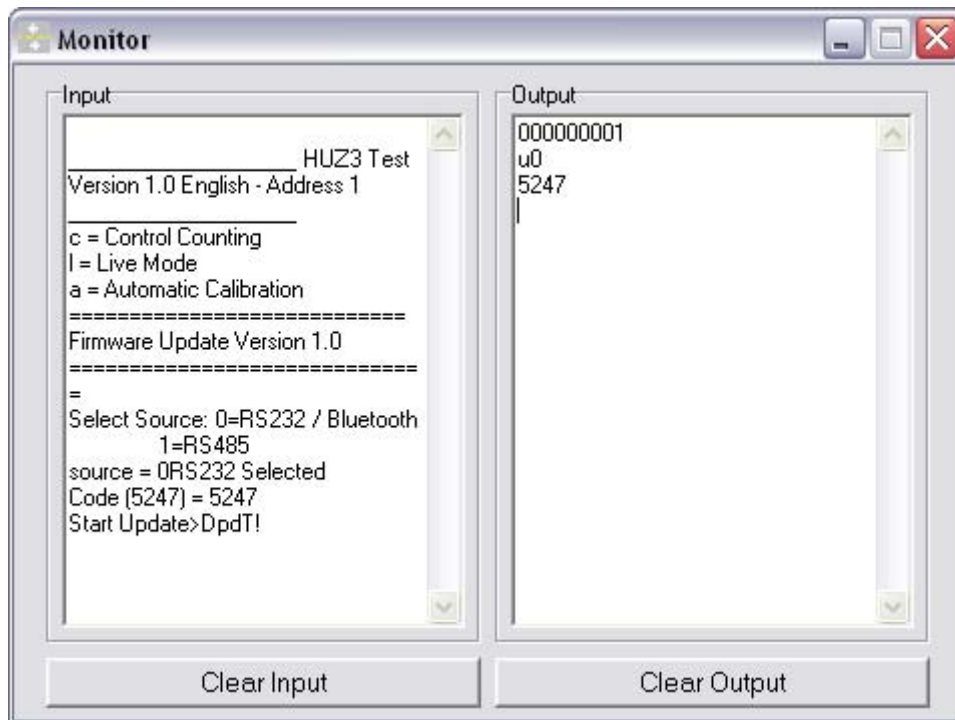 Monitor
Input
____________________ HUZ3 Test
Version 1.0 English - Address 1
____________________
c = Control Counting
l = Live Mode
a = Automatic Calibration
============================
Firmware Update Version 1.0
=============================
=
Select Source: 0=RS232 / Bluetooth
1=RS485
source = 0RS232 Selected
Code (5247) = 5247
Start Update>DpdT!
Clear Input
Output
000000001
u0
5247
Clear Output